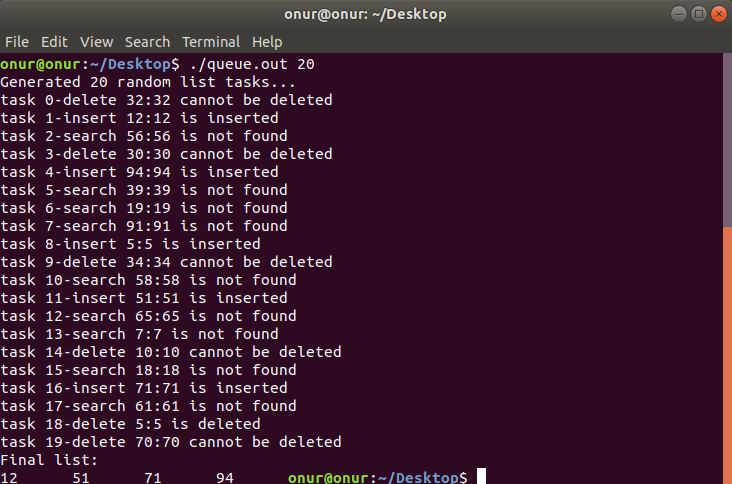 onur@onur: ~/Desktop
File Edit View Search Terminal Help
onur@onur:~/Desktop$ ./queue.out 20
Generated 20 random list tasks...
task 0-delete 32:32 cannot be deleted
task 1-insert 12:12 is inserted
task 2-search 56:56 is not found
task 3-delete 30:30 cannot be deleted
task 4-insert 94:94 is inserted
task 5-search 39:39 is not found
task 6-search 19:19 is not found
task 7-search 91:91 is not found
task 8-insert 5:5 is inserted
task 9-delete 34:34 cannot be deleted
task 10-search 58:58 is not found
task 11-insert 51:51 is inserted
task 12-search 65:65 is not found
task 13-search 7:7 is not found
task 14-delete 10:10 cannot be deleted
task 15-search 18:18 is not found
task 16-insert 71:71 is inserted
task 17-search 61:61 is not found
task 18-delete 5:5 is deleted
task 19-delete 70:70 cannot be deleted
Final list:
12      51      71      94      onur@onur:~/Desktop$